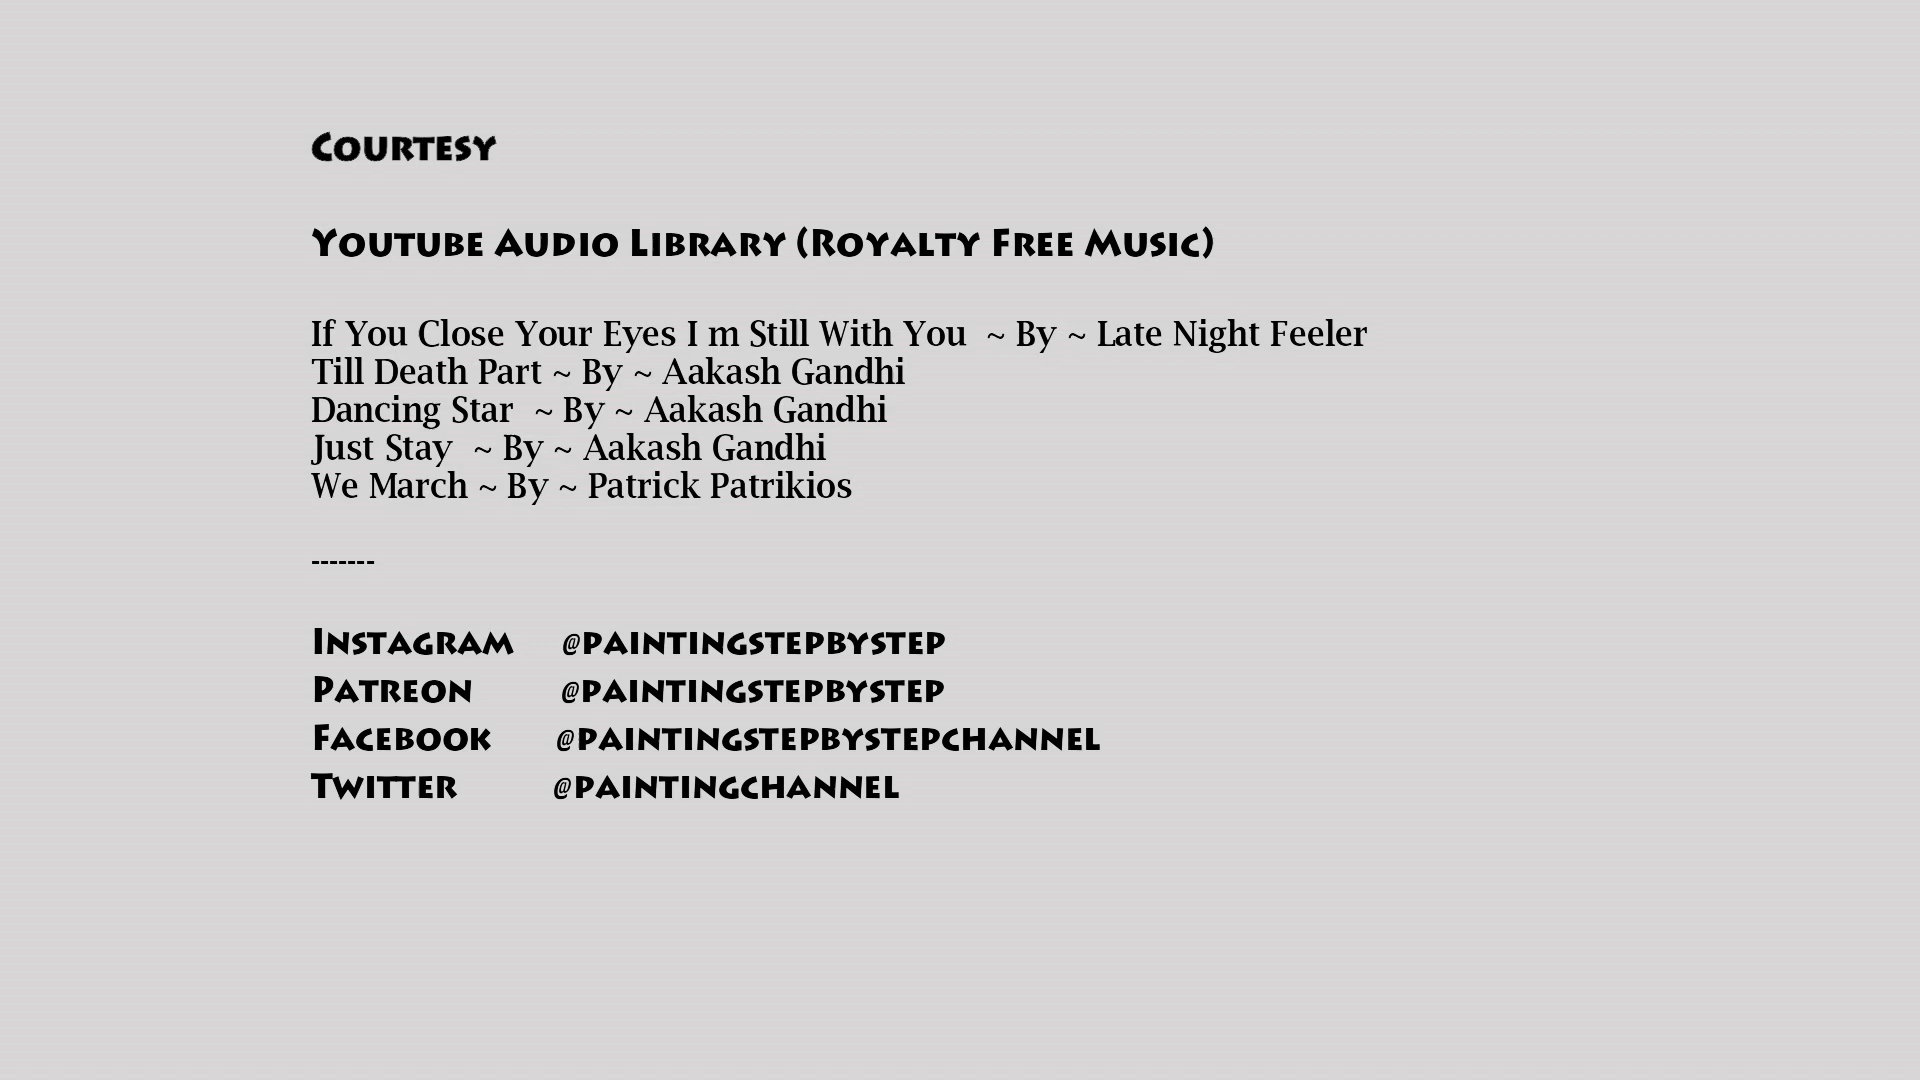 Courtesy
Youtube Audio Library (Royalty Free Music)
If You Close Your Eyes I m Still With You ~ By ~ Late Night Feeler
Till Death Part ~ By ~ Aakash Gandhi
Dancing Star ~ By ~ Aakash Gandhi
Just Stay ~ By ~ Aakash Gandhi
We March ~ By ~ Patrick Patrikios
-------
Instagram @paintingstepbystep
Patreon @paintingstepbystep
Facebook @paintingstepbystepchannel
Twitter @paintingchannel